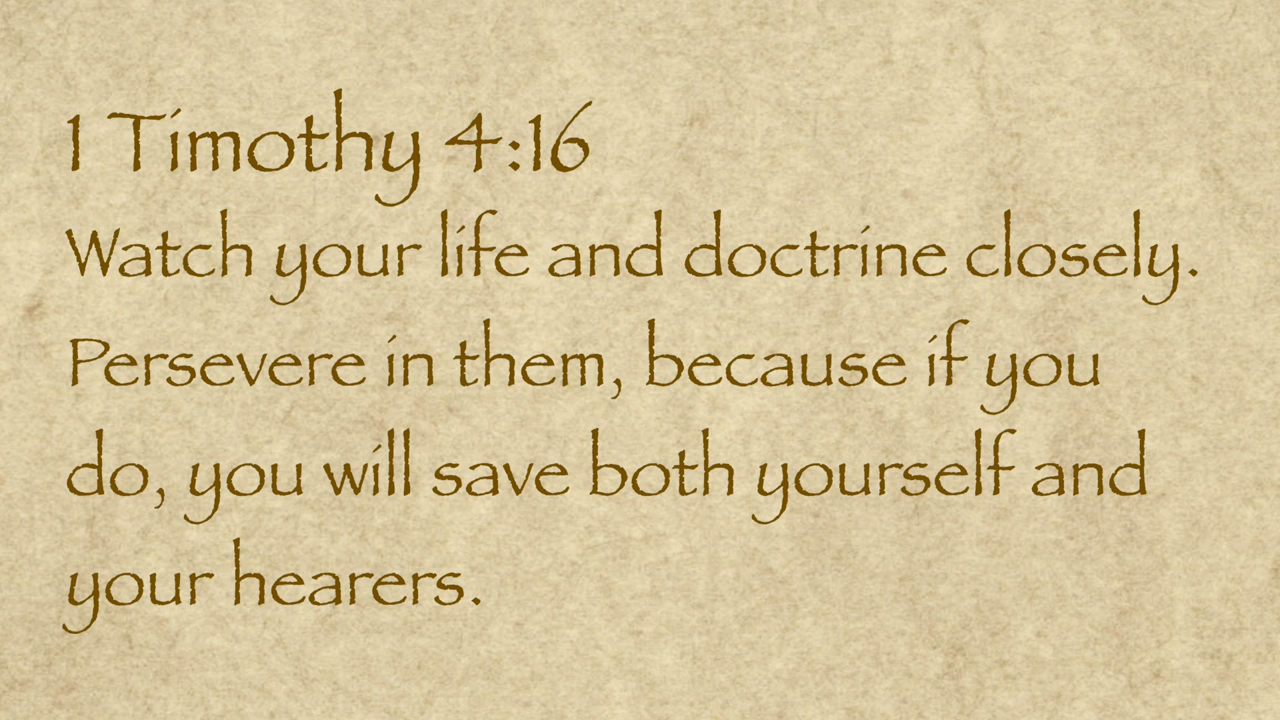 1 Timothy 4:16
Watch your life and doctrine closely.
Persevere in them, because if you
do, you will save both yourself and
your hearers.